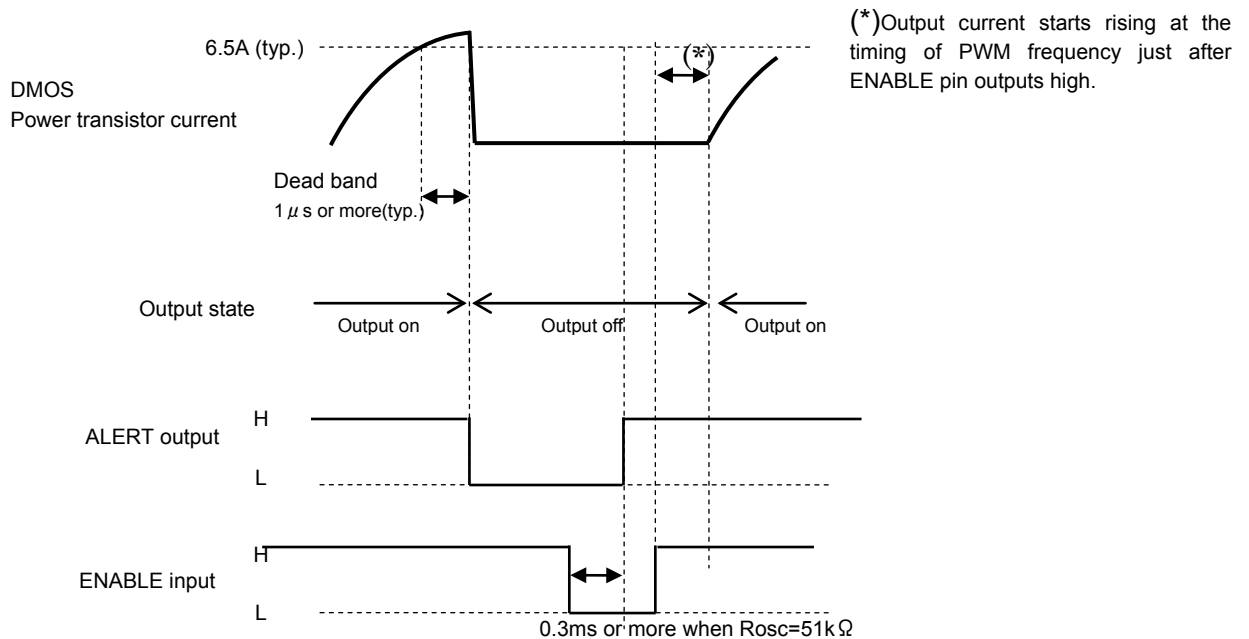 (*)Output current starts rising at the
timing of PWM frequency just after
ENABLE pin outputs high.
6.5A (typ.)
(*)
DMOS
Power transistor current
Dead band
1μs or more(typ.)
Output state
Output on
Output off
Output on
H
ALERT output
L
H
ENABLE input
L
0.3ms or more when Rosc=51kΩ